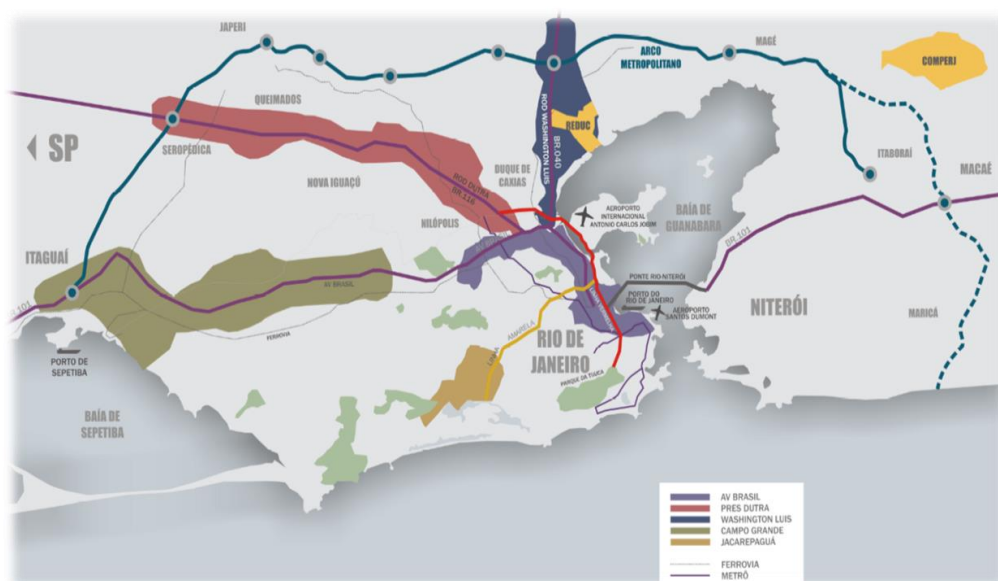 JAPERI
MAGÉ
ARCO
METROPOLITANO
COMPERJ
QUEIMADOS
ROD WASHINGTON LUIS
BR.040
REDUC
SP
SEROPÉDICA
DUQUE DE
CAXIAS
ITABORAÍ
MACAÉ
NOVA IGUAÇÚ
ROD DUTRA
BR.116
NILÓPOLIS
AEROPORTO
INTERNACIONAL
ANTONIO CARLOS JOBIM
BAÍA DE
GUANABARA
BR.101
ITAGUAÍ
AV BRASIL
PONTE RIO-NITERÓI
PORTO DO
RIO DE JANEIRO
AEROPORTO
SANTOS DUMONT
NITERÓI
MARICÁ
BR.101
FERROVIA
LINHA AMARELA
RIO DE
JANEIRO
PORTO DE
SEPETIBA
PARQUE DA TIJUCA
BAÍA DE
SEPETIBA
AV BRASIL
PRES DUTRA
WASHINGTON LUIS
CAMPO GRANDE
JACAREPAGUÁ
FERROVIA
METRÔ